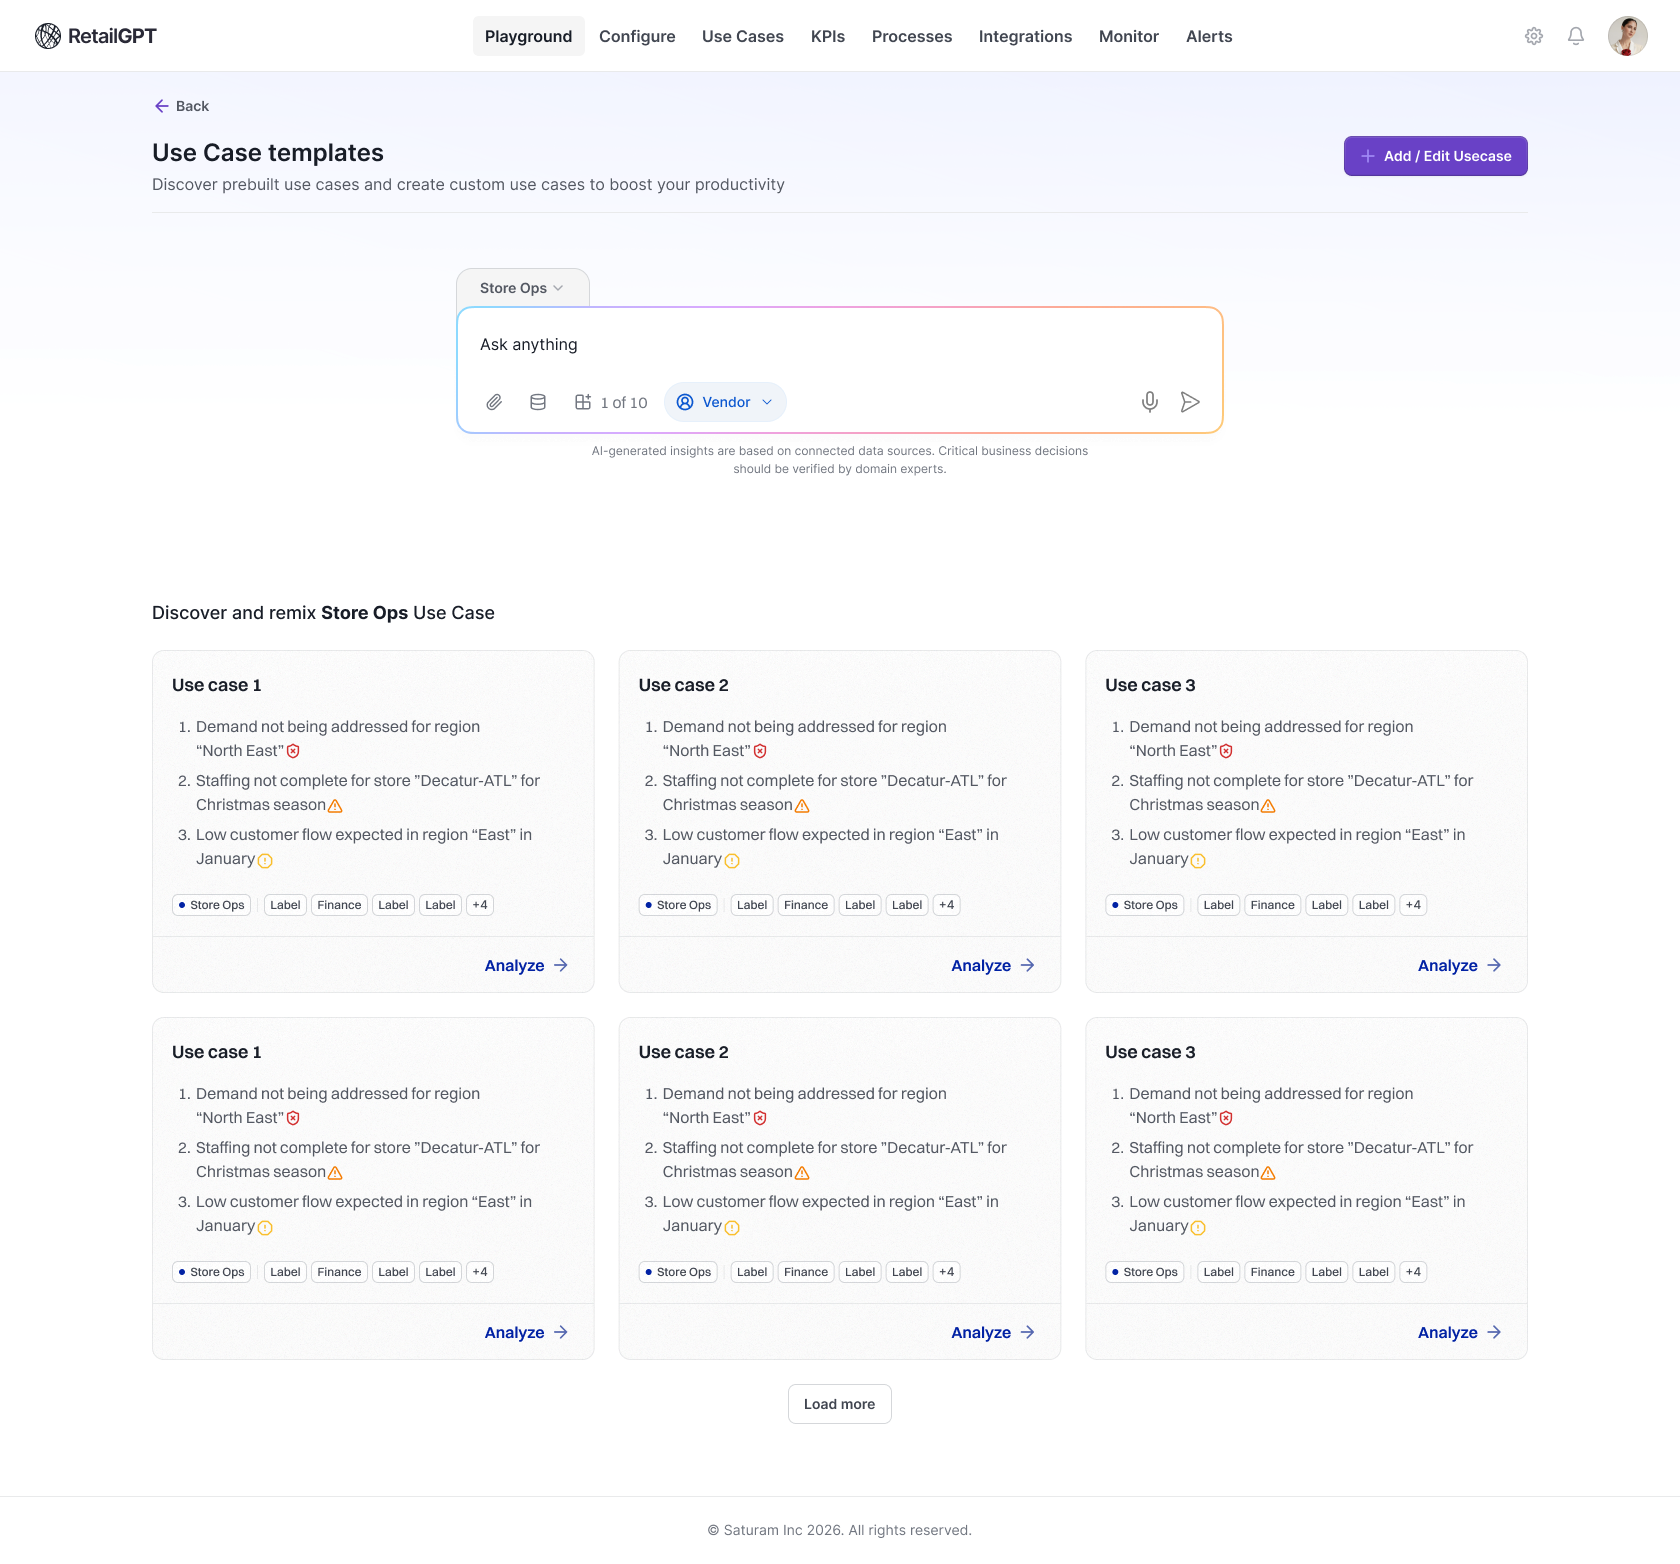 RetailGPT
Playground Configure Use Cases KPIs Processes Integrations Monitor Alerts
Back
Use Case templates
Add / Edit Usecase
Discover prebuilt use cases and create custom use cases to boost your productivity
Store Ops
Ask anything
1 of 10 Vendor
AI-generated insights are based on connected data sources. Critical business decisions
should be verified by domain experts.
Discover and remix Store Ops Use Case
Use case 1
1. Demand not being addressed for region
“North East”
2. Staffing not complete for store ”Decatur-ATL” for
Christmas season
3. Low customer flow expected in region “East” in
January
Store Ops Label Finance Label Label +4
Analyze
Use case 2
1. Demand not being addressed for region
“North East”
2. Staffing not complete for store ”Decatur-ATL” for
Christmas season
3. Low customer flow expected in region “East” in
January
Store Ops Label Finance Label Label +4
Analyze
Use case 3
1. Demand not being addressed for region
“North East”
2. Staffing not complete for store ”Decatur-ATL” for
Christmas season
3. Low customer flow expected in region “East” in
January
Store Ops Label Finance Label Label +4
Analyze
Use case 1
1. Demand not being addressed for region
“North East”
2. Staffing not complete for store ”Decatur-ATL” for
Christmas season
3. Low customer flow expected in region “East” in
January
Store Ops Label Finance Label Label +4
Analyze
Use case 2
1. Demand not being addressed for region
“North East”
2. Staffing not complete for store ”Decatur-ATL” for
Christmas season
3. Low customer flow expected in region “East” in
January
Store Ops Label Finance Label Label +4
Analyze
Use case 3
1. Demand not being addressed for region
“North East”
2. Staffing not complete for store ”Decatur-ATL” for
Christmas season
3. Low customer flow expected in region “East” in
January
Store Ops Label Finance Label Label +4
Analyze
Load more
© Saturam Inc 2026. All rights reserved.